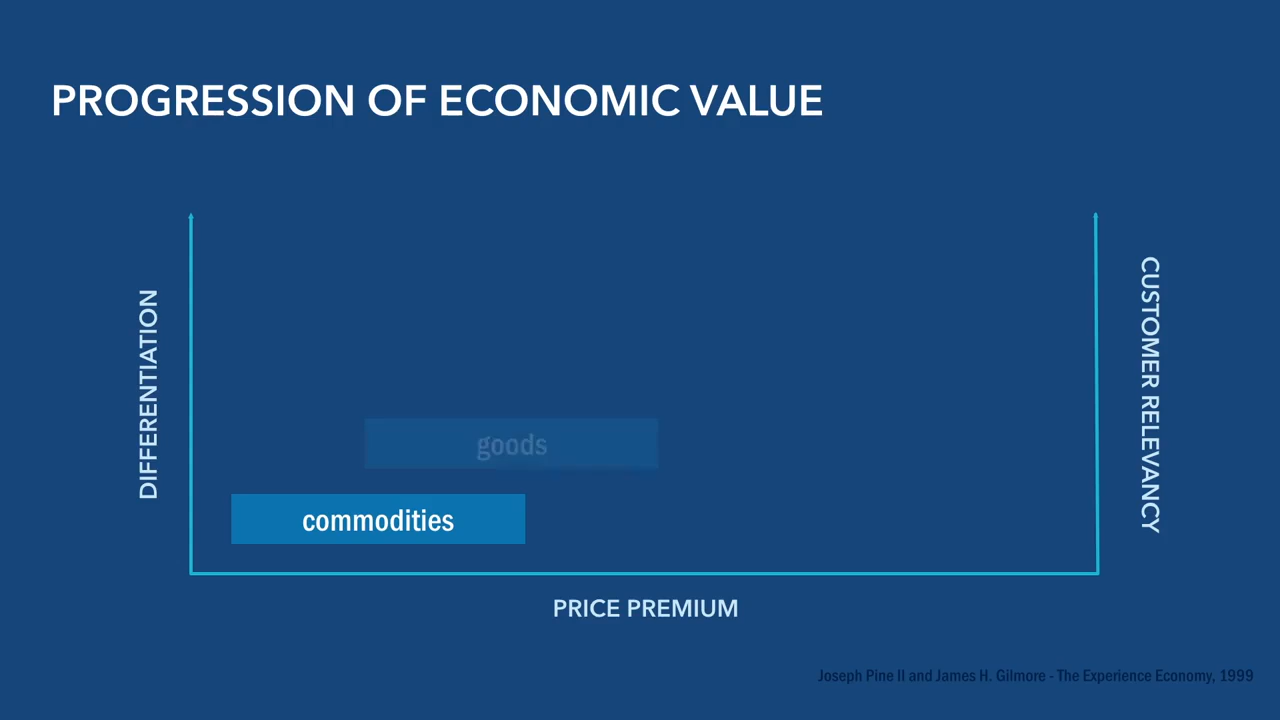 PROGRESSION OF ECONOMIC VALUE
DIFFERENTIATION
CUSTOMER RELEVANCY
goods
commodities
PRICE PREMIUM
Joseph Pine II and James H. Gilmore - The Experience Economy, 1999